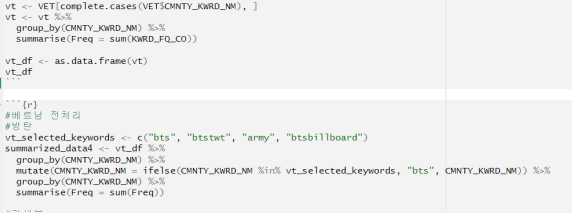 vt <- VET[complete.cases(VET$CMNTY_KWRD_NM), ]
vt <- vt %>%
  group_by(CMNTY_KWRD_NM) %>%
  summarise(Freq = sum(KWRD_FQ_CO))

vt_df <- as.data.frame(vt)
vt_df
```

```{r}
#베트남 전처리
#방탄
vt_selected_keywords <- c("bts", "btstwt", "army", "btsbillboard")
summarized_data4 <- vt_df %>%
  group_by(CMNTY_KWRD_NM) %>%
  mutate(CMNTY_KWRD_NM = ifelse(CMNTY_KWRD_NM %in% vt_selected_keywords, "bts", CMNTY_KWRD_NM)) %>%
  group_by(CMNTY_KWRD_NM) %>%
  summarise(Freq = sum(Freq))